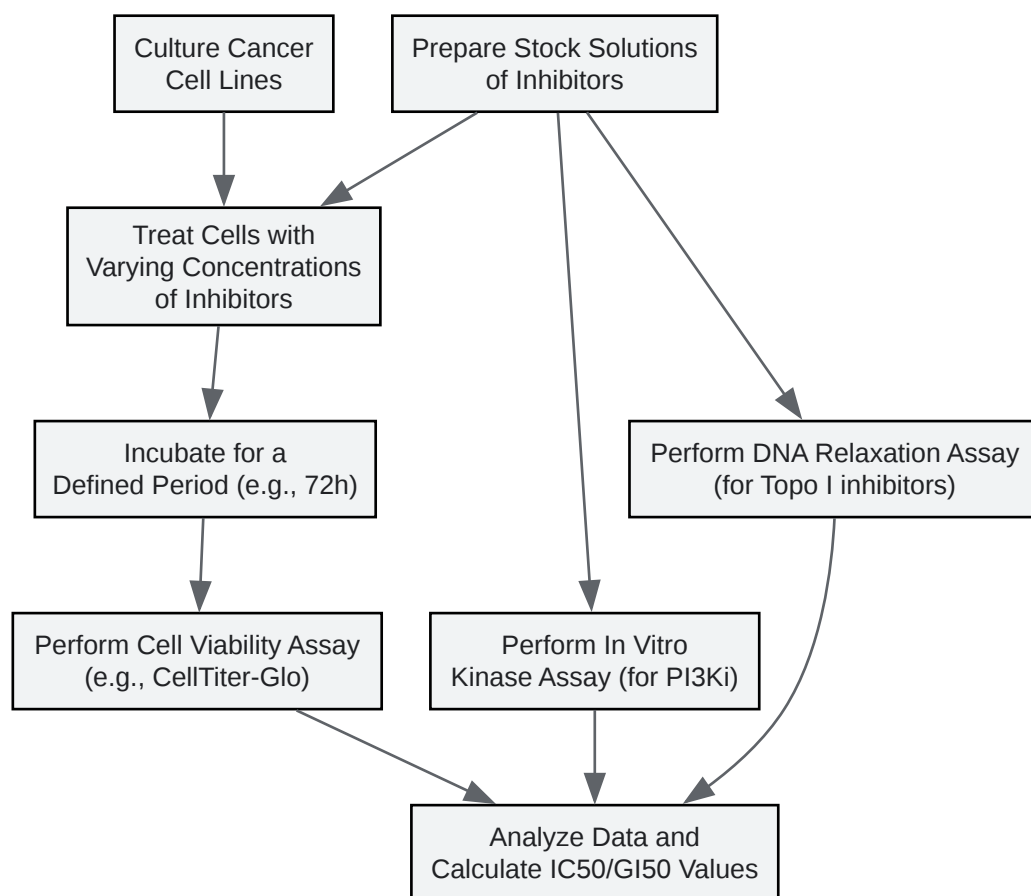 Culture Cancer
Cell Lines
Prepare Stock Solutions
of Inhibitors
Treat Cells with
Varying Concentrations
of Inhibitors
Incubate for a
Defined Period (e.g., 72h)
Perform DNA Relaxation Assay
(for Topo I inhibitors)
Perform Cell Viability Assay
(e.g., CellTiter-Glo)
Perform In Vitro
Kinase Assay (for PI3Ki)
Analyze Data and
Calculate IC50/GI50 Values